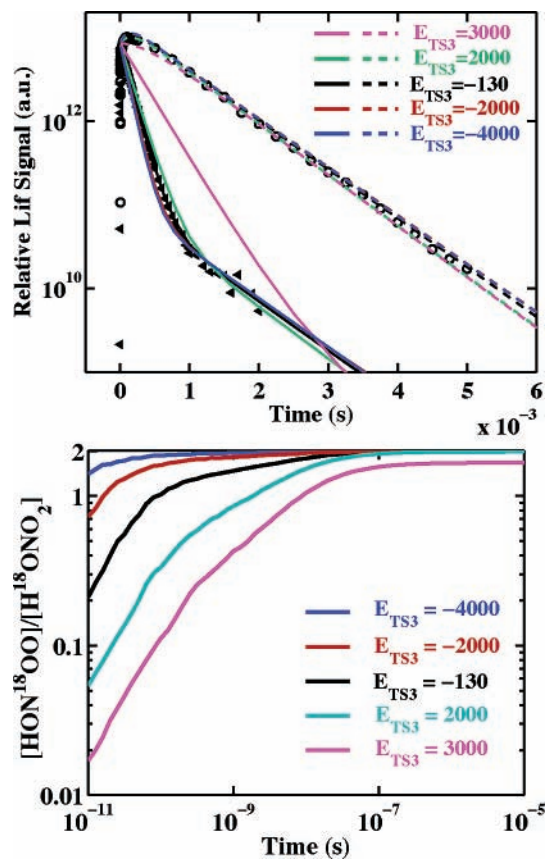 Relative Lif Signal (a.u.)
10^12
10^10
E_TS3=3000
E_TS3=2000
E_TS3=−130
E_TS3=−2000
E_TS3=−4000
0 1 2 3 4 5 6
Time (s)
x 10^−3
[HON^18OO]/[H^18ONO_2]
2
1
0.1
0.01
E_TS3 = −4000
E_TS3 = −2000
E_TS3 = −130
E_TS3 = 2000
E_TS3 = 3000
10^−11 10^−9 10^−7 10^−5
Time (s)